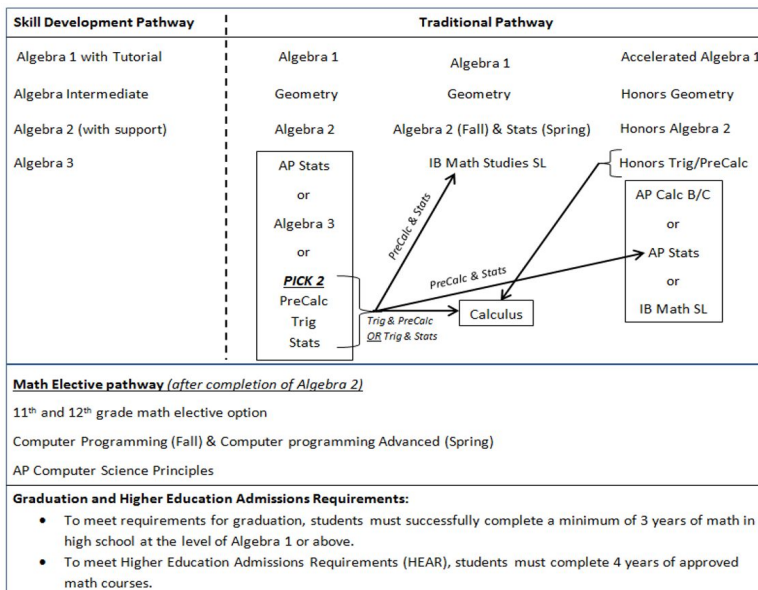 Skill Development Pathway
Traditional Pathway
Algebra 1 with Tutorial
Algebra 1
Algebra 1
Accelerated Algebra 1
Algebra Intermediate
Geometry
Geometry
Honors Geometry
Algebra 2 (with support)
Algebra 2
Algebra 2 (Fall) & Stats (Spring)
Honors Algebra 2
Algebra 3
AP Stats
or
Algebra 3
or
PICK 2
PreCalc
Trig
Stats
IB Math Studies SL
Honors Trig/PreCalc
PreCalc & Stats
PreCalc & Stats
Trig & PreCalc
OR Trig & Stats
Calculus
AP Calc B/C
or
AP Stats
or
IB Math SL
Math Elective pathway (after completion of Algebra 2)
11th and 12th grade math elective option
Computer Programming (Fall) & Computer programming Advanced (Spring)
AP Computer Science Principles
Graduation and Higher Education Admissions Requirements:
• To meet requirements for graduation, students must successfully complete a minimum of 3 years of math in
high school at the level of Algebra 1 or above.
• To meet Higher Education Admissions Requirements (HEAR), students must complete 4 years of approved
math courses.